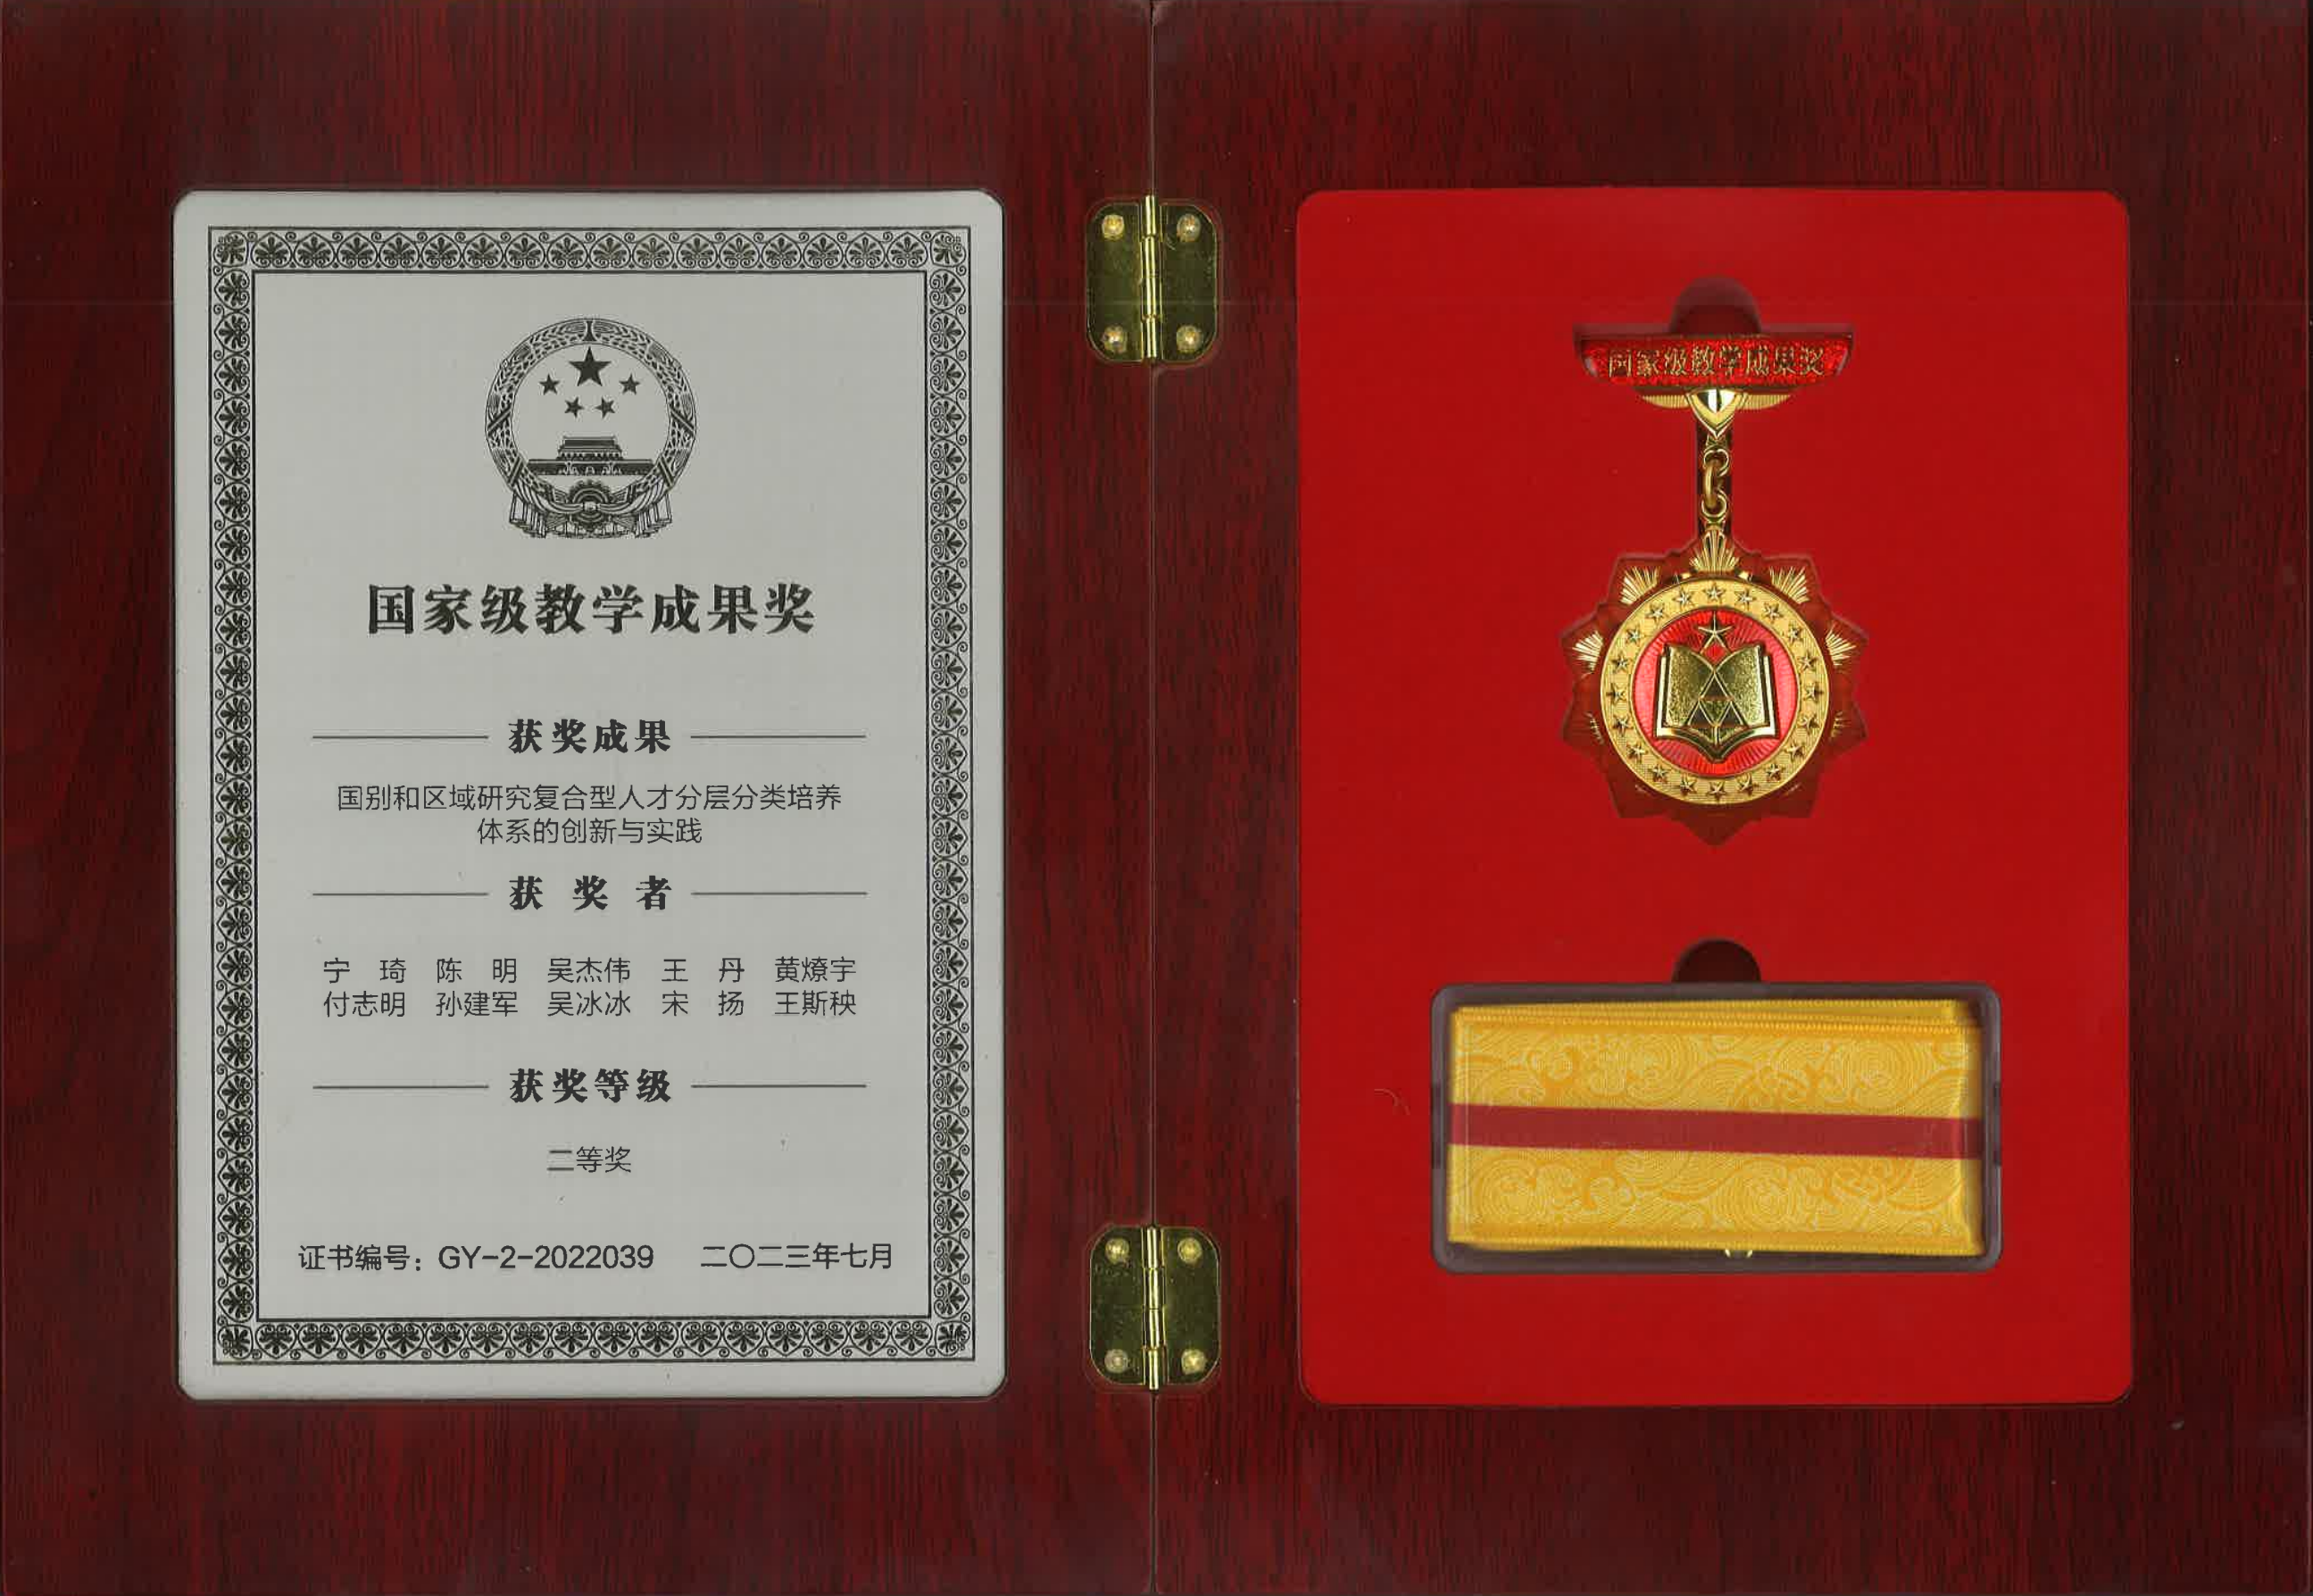 国家级教学成果奖
获奖成果
国别和区域研究复合型人才分层分类培养
体系的创新与实践
获奖者
宁琦 陈明 吴杰伟 王丹 黄燎宇
付志明 孙建军 吴冰冰 宋扬 王斯秧
获奖等级
二等奖
证书编号：GY-2-2022039 二〇二三年七月
国家级教学成果奖